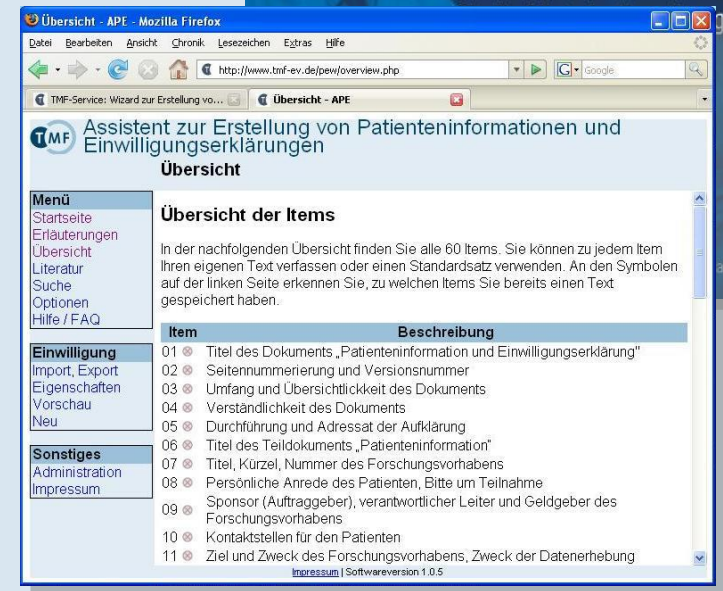 Übersicht - APE - Mozilla Firefox
Datei Bearbeiten Ansicht Chronik Lesezeichen Extras Hilfe
http://www.tmf-ev.de/pew/overview.php
Google
TMF-Service: Wizard zur Erstellung vo...
Übersicht - APE
TMF
Assistent zur Erstellung von Patienteninformationen und
Einwilligungserklärungen
Übersicht
Menü
Startseite
Erläuterungen
Übersicht
Literatur
Suche
Optionen
Hilfe / FAQ
Einwilligung
Import, Export
Eigenschaften
Vorschau
Neu
Sonstiges
Administration
Impressum
Übersicht der Items
In der nachfolgenden Übersicht finden Sie alle 60 Items. Sie können zu jedem Item
Ihren eigenen Text verfassen oder einen Standardsatz verwenden. An den Symbolen
auf der linken Seite erkennen Sie, zu welchen Items Sie bereits einen Text
gespeichert haben.
Item Beschreibung
01 Titel des Dokuments „Patienteninformation und Einwilligungserklärung"
02 Seitennummerierung und Versionsnummer
03 Umfang und Übersichtlickkeit des Dokuments
04 Verständlichkeit des Dokuments
05 Durchführung und Adressat der Aufklärung
06 Titel des Teildokuments „Patienteninformation"
07 Titel, Kürzel, Nummer des Forschungsvorhabens
08 Persönliche Anrede des Patienten, Bitte um Teilnahme
09 Sponsor (Auftraggeber), verantwortlicher Leiter und Geldgeber des
Forschungsvorhabens
10 Kontaktstellen für den Patienten
11 Ziel und Zweck des Forschungsvorhabens, Zweck der Datenerhebung
Impressum | Softwareversion 1.0.5